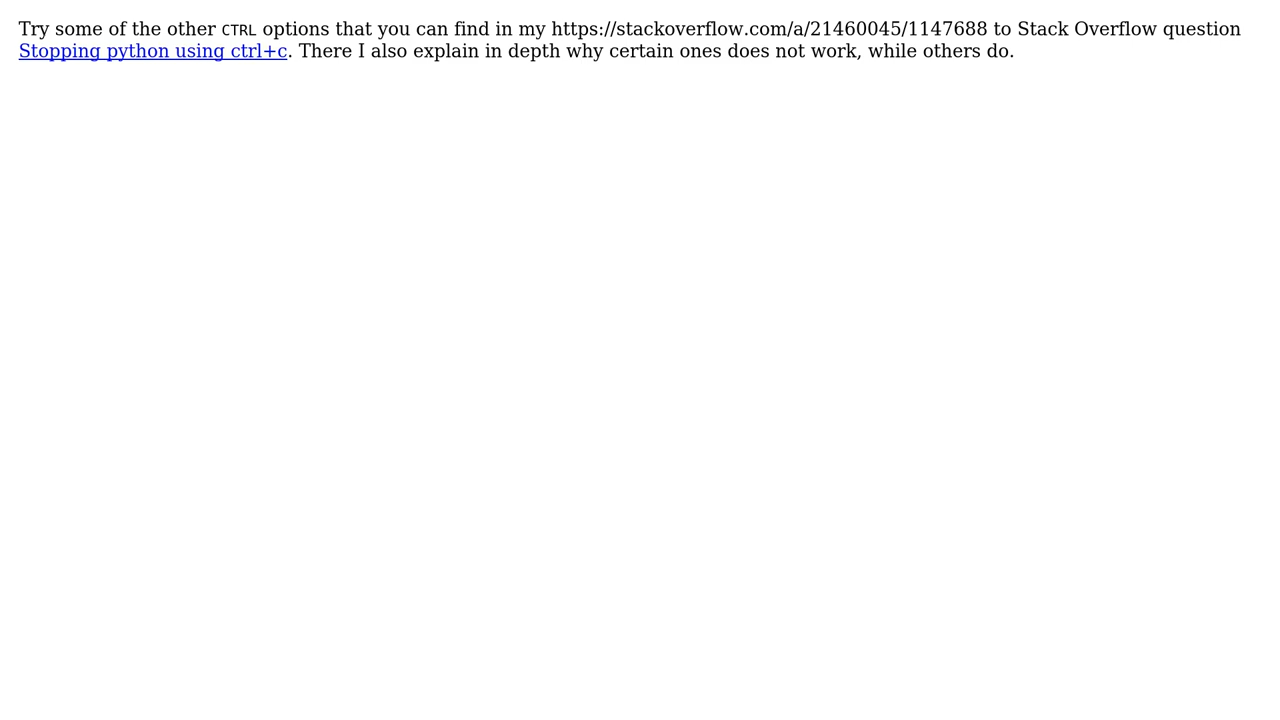 Try some of the other CTRL options that you can find in my https://stackoverflow.com/a/21460045/1147688 to Stack Overflow question
Stopping python using ctrl+c. There I also explain in depth why certain ones does not work, while others do.